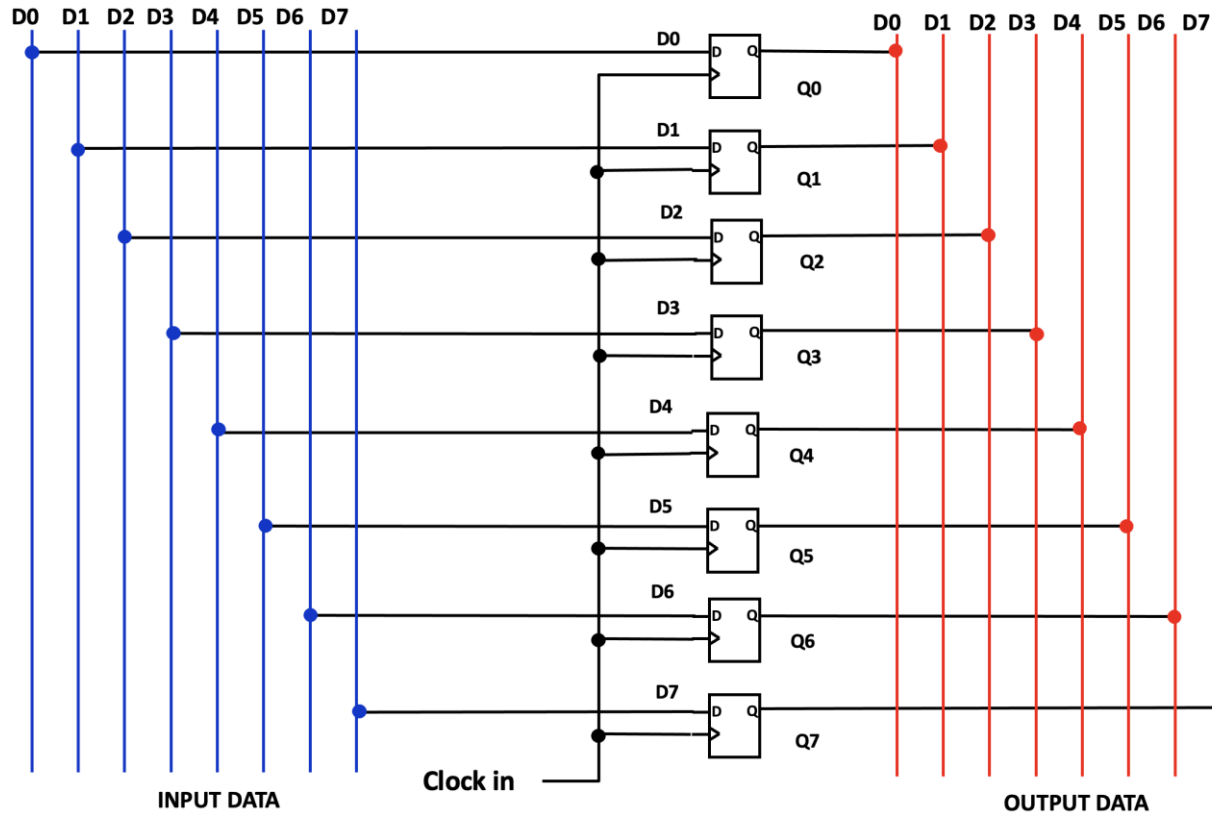 D0 D1 D2 D3 D4 D5 D6 D7
D0 D1 D2 D3 D4 D5 D6 D7
D0
D Q
Q0
D1
D Q
Q1
D2
D Q
Q2
D3
D Q
Q3
D4
D Q
Q4
D5
D Q
Q5
D6
D Q
Q6
D7
D Q
Q7
Clock in
INPUT DATA
OUTPUT DATA